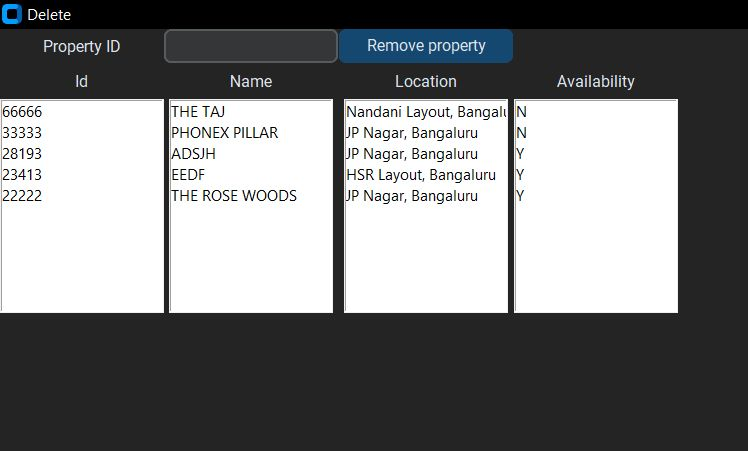 Delete
Property ID Remove property
Id Name Location Availability
66666 THE TAJ Nandani Layout, Bangalu N
33333 PHONEX PILLAR JP Nagar, Bangaluru N
28193 ADSJH JP Nagar, Bangaluru Y
23413 EEDF HSR Layout, Bangaluru Y
22222 THE ROSE WOODS JP Nagar, Bangaluru Y